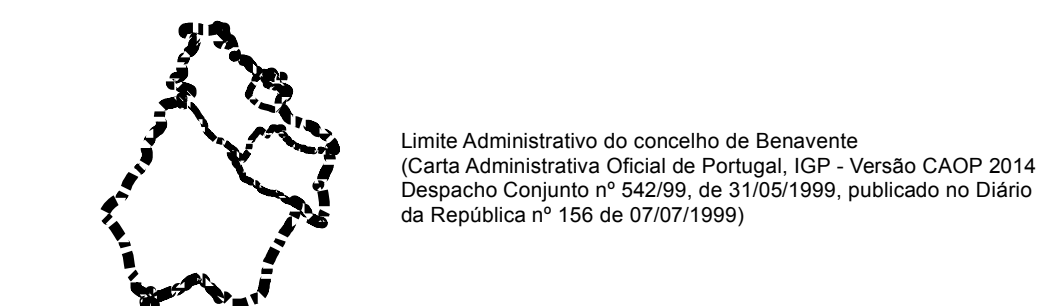 Limite Administrativo do concelho de Benavente
(Carta Administrativa Oficial de Portugal, IGP - Versão CAOP 2014
Despacho Conjunto nº 542/99, de 31/05/1999, publicado no Diário
da República nº 156 de 07/07/1999)